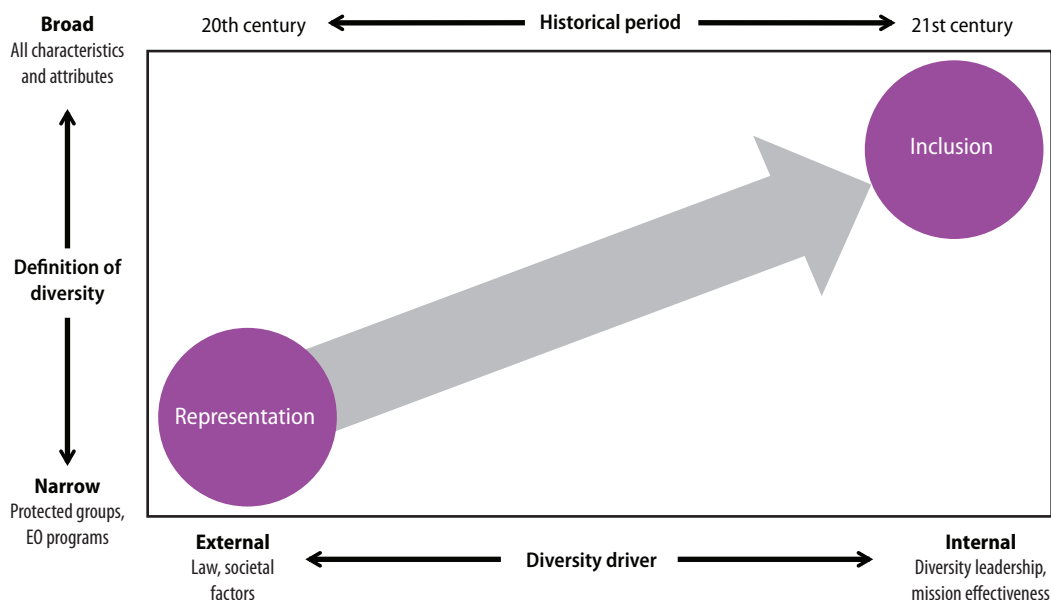 Broad
All characteristics
and attributes
20th century
Historical period
21st century
Inclusion
Definition of
diversity
Representation
Narrow
Protected groups,
EO programs
External
Law, societal
factors
Diversity driver
Internal
Diversity leadership,
mission effectiveness